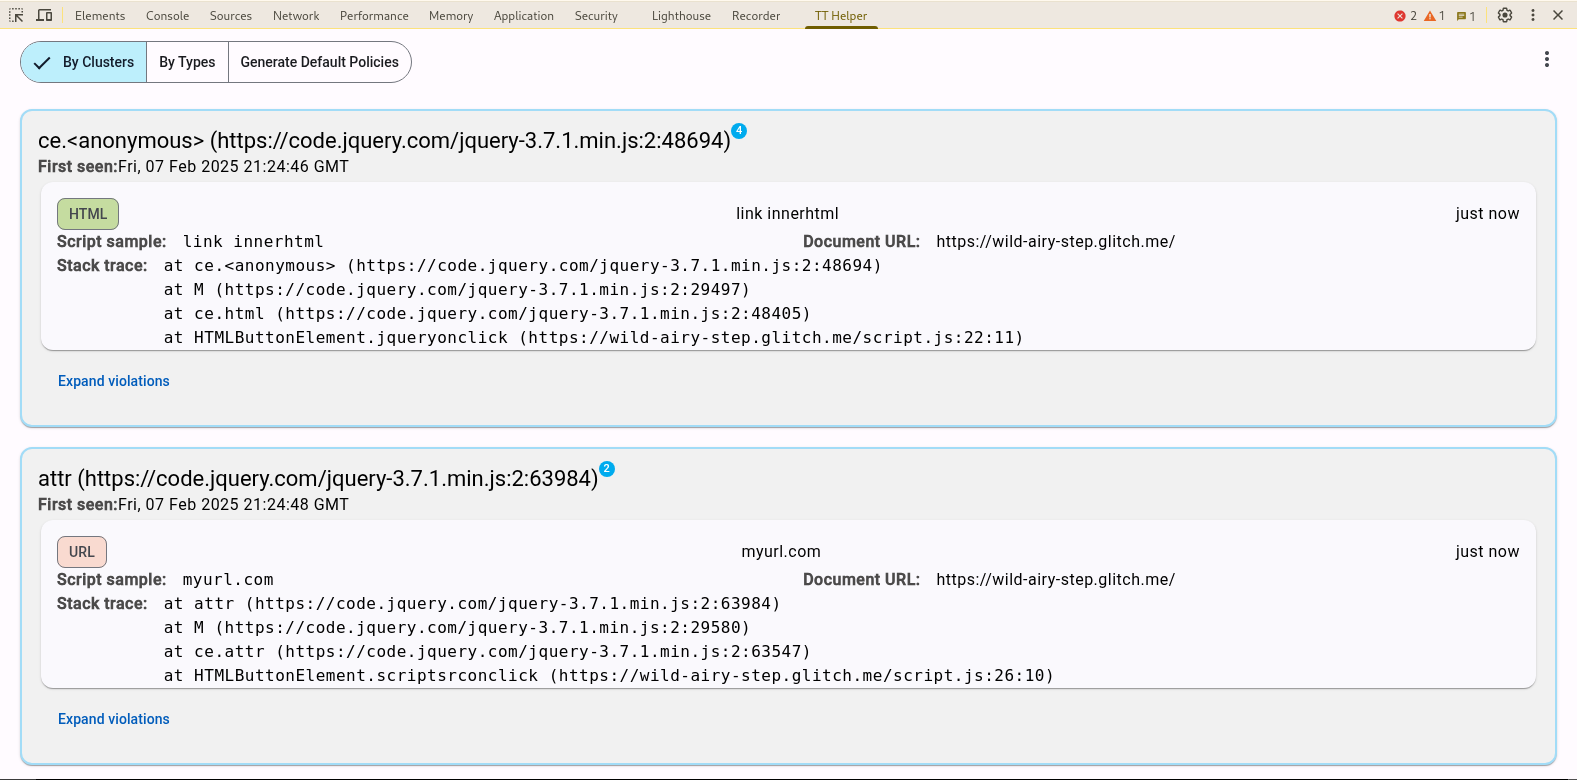 Elements Console Sources Network Performance Memory Application Security Lighthouse Recorder TT Helper 2 1 1
By Clusters By Types Generate Default Policies
ce.<anonymous> (https://code.jquery.com/jquery-3.7.1.min.js:2:48694) 4
First seen:Fri, 07 Feb 2025 21:24:46 GMT
HTML link innerhtml just now
Script sample: link innerhtml Document URL: https://wild-airy-step.glitch.me/
Stack trace: at ce.<anonymous> (https://code.jquery.com/jquery-3.7.1.min.js:2:48694)
at M (https://code.jquery.com/jquery-3.7.1.min.js:2:29497)
at ce.html (https://code.jquery.com/jquery-3.7.1.min.js:2:48405)
at HTMLButtonElement.jqueryonclick (https://wild-airy-step.glitch.me/script.js:22:11)
Expand violations
attr (https://code.jquery.com/jquery-3.7.1.min.js:2:63984) 2
First seen:Fri, 07 Feb 2025 21:24:48 GMT
URL myurl.com just now
Script sample: myurl.com Document URL: https://wild-airy-step.glitch.me/
Stack trace: at attr (https://code.jquery.com/jquery-3.7.1.min.js:2:63984)
at M (https://code.jquery.com/jquery-3.7.1.min.js:2:29580)
at ce.attr (https://code.jquery.com/jquery-3.7.1.min.js:2:63547)
at HTMLButtonElement.scriptsrconclick (https://wild-airy-step.glitch.me/script.js:26:10)
Expand violations